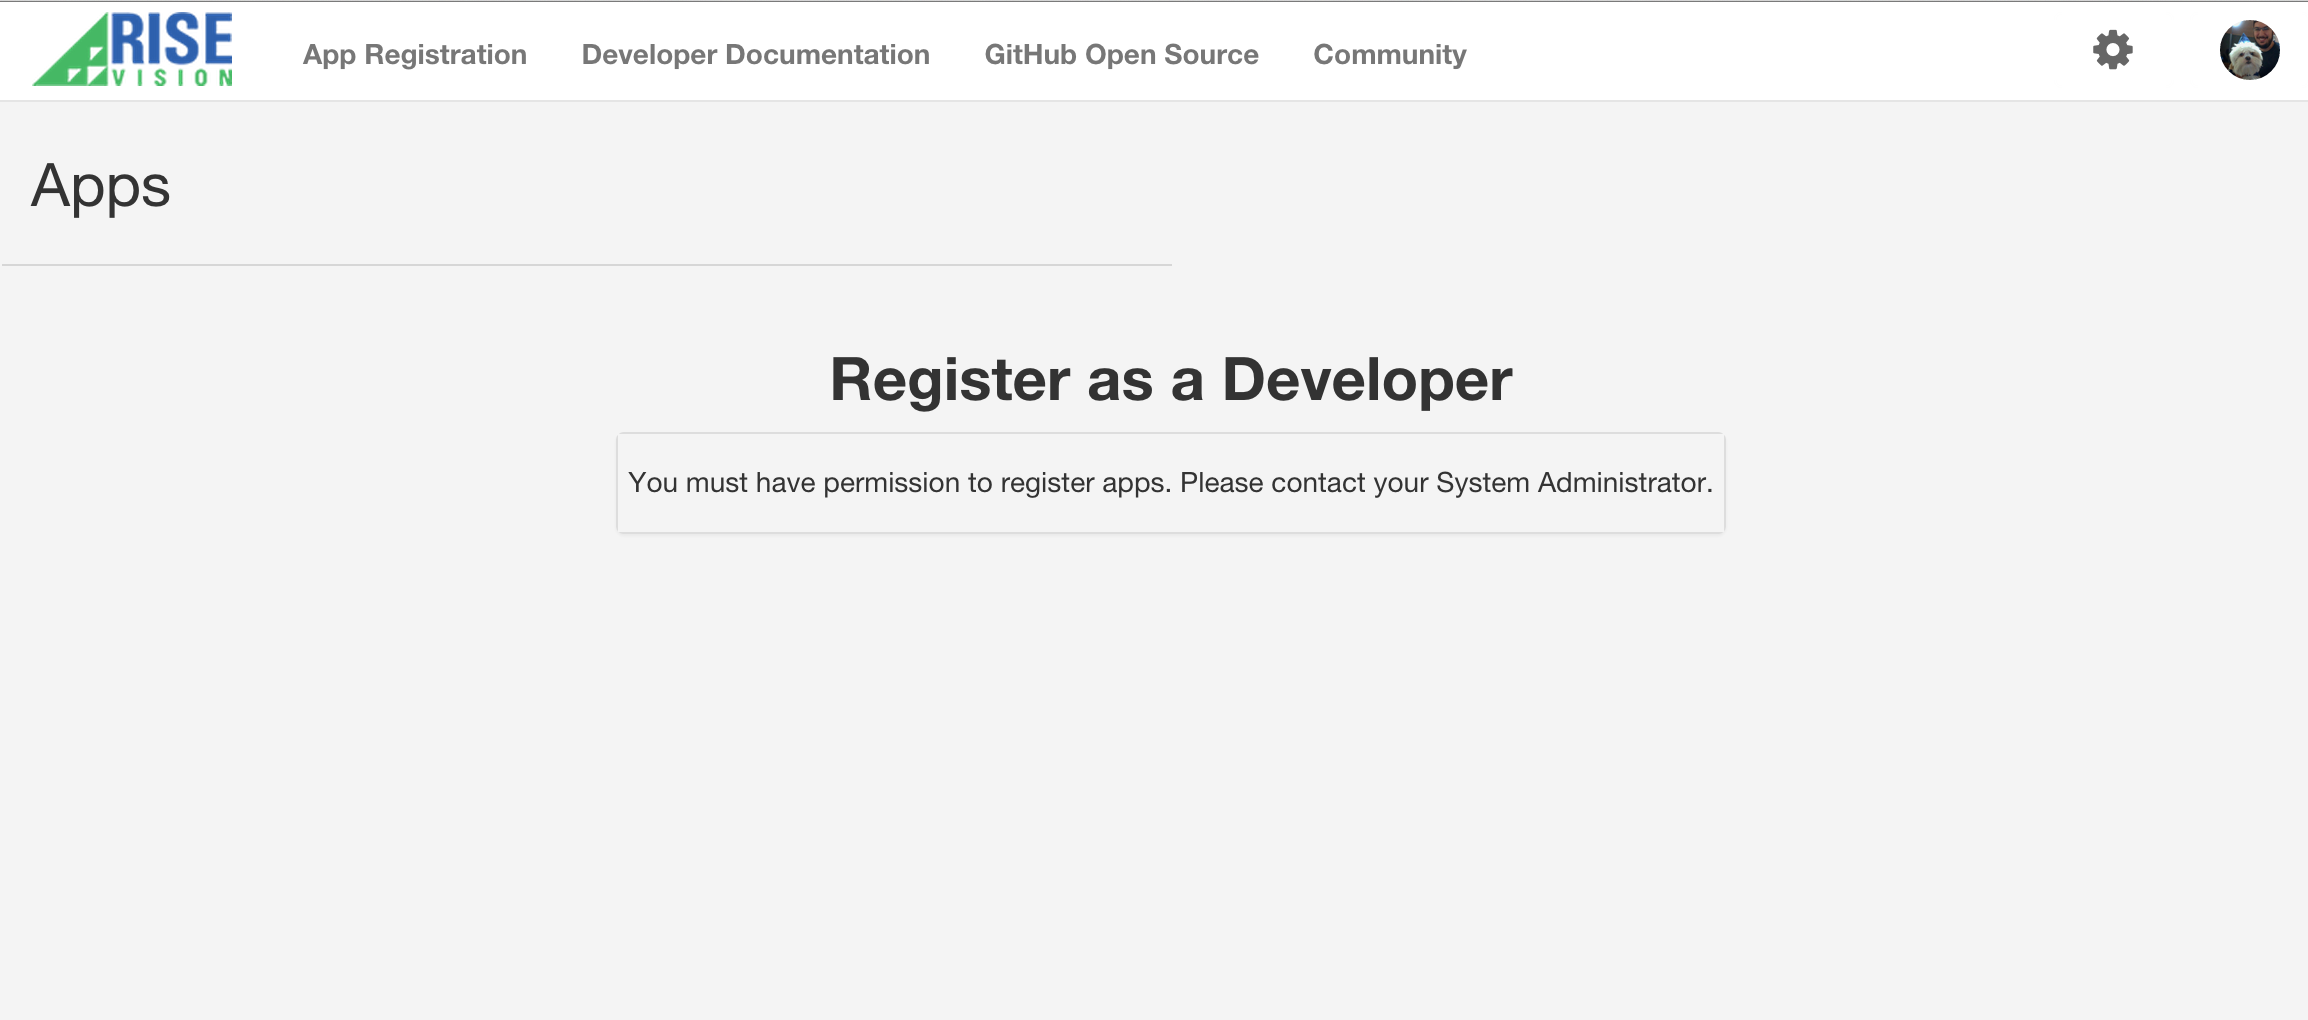 RISE
VISION
App Registration Developer Documentation GitHub Open Source Community
Apps
Register as a Developer
You must have permission to register apps. Please contact your System Administrator.